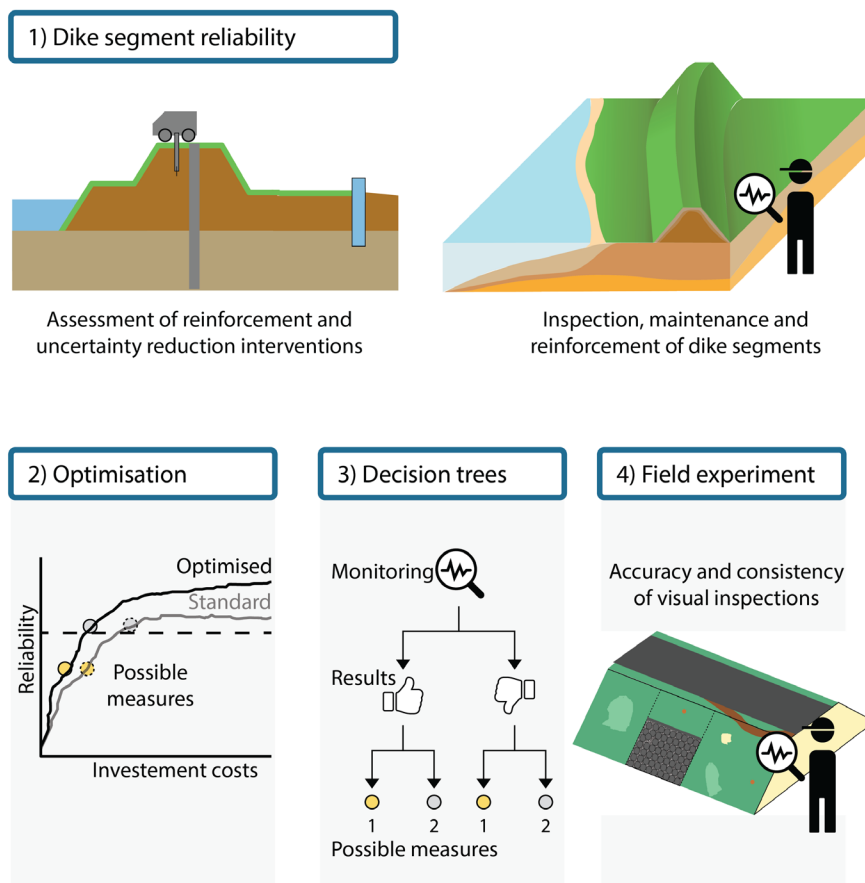 1) Dike segment reliability
Assessment of reinforcement and
uncertainty reduction interventions
Inspection, maintenance and
reinforcement of dike segments
2) Optimisation
Optimised
Standard
Reliability
Possible
measures
Investement costs
3) Decision trees
Monitoring
Results
1 2 1 2
Possible measures
4) Field experiment
Accuracy and consistency
of visual inspections